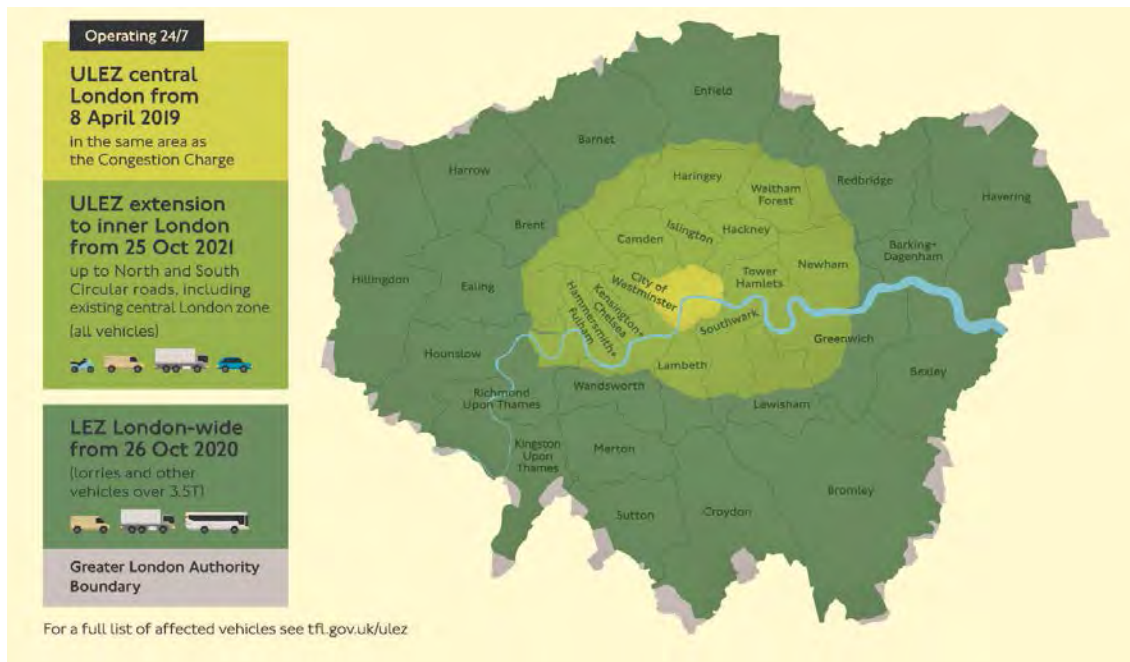 Operating 24/7
ULEZ central
London from
8 April 2019
in the same area as
the Congestion Charge
ULEZ extension
to inner London
from 25 Oct 2021
up to North and South
Circular roads, including
existing central London zone
(all vehicles)
LEZ London-wide
from 26 Oct 2020
(lorries and other
vehicles over 3.5T)
Greater London Authority
Boundary
For a full list of affected vehicles see tfl.gov.uk/ulez
Enfield
Barnet
Harrow
Haringey
Waltham
Forest
Redbridge
Havering
Brent
Camden
Islington
Hackney
Barking+
Dagenham
Hillingdon
Ealing
City of
Westminster
Tower
Hamlets
Newham
Kensington+
Chelsea
Hammersmith+
Fulham
Southwark
Greenwich
Hounslow
Lambeth
Bexley
Richmond
Upon Thames
Wandsworth
Lewisham
Kingston
Upon
Thames
Merton
Bromley
Sutton
Croydon